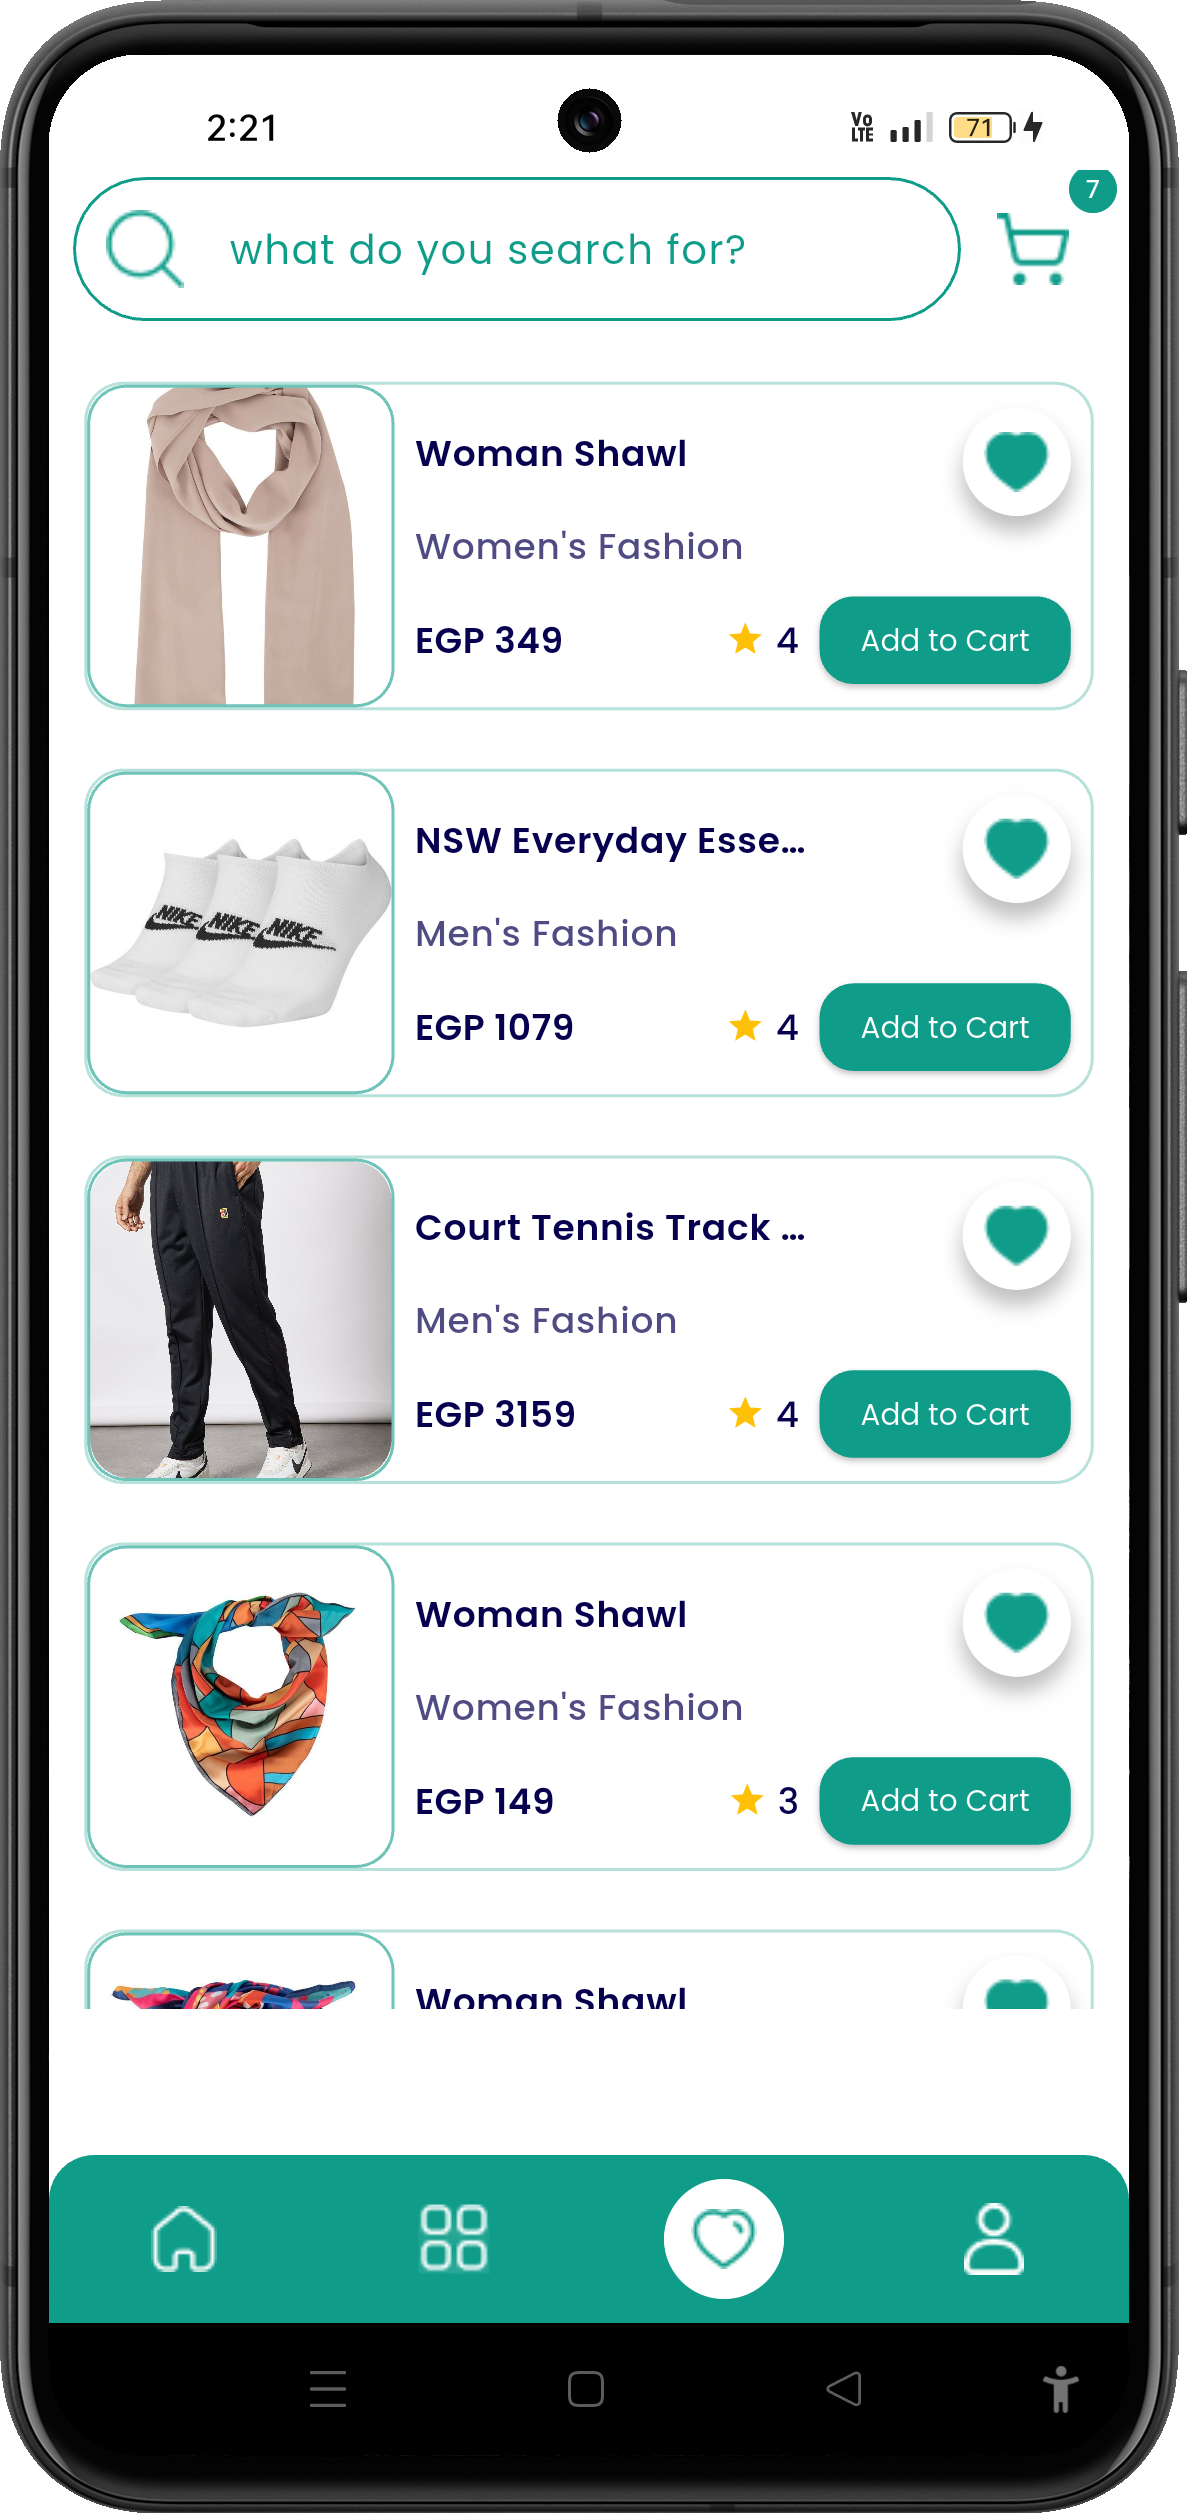 2:21
Vo
LTE
71
7
what do you search for?
Woman Shawl
Women's Fashion
EGP 349
4
Add to Cart
NIKE NIKE NIKE
NSW Everyday Esse...
Men's Fashion
EGP 1079
4
Add to Cart
Court Tennis Track ...
Men's Fashion
EGP 3159
4
Add to Cart
Woman Shawl
Women's Fashion
EGP 149
3
Add to Cart
Woman Shawl